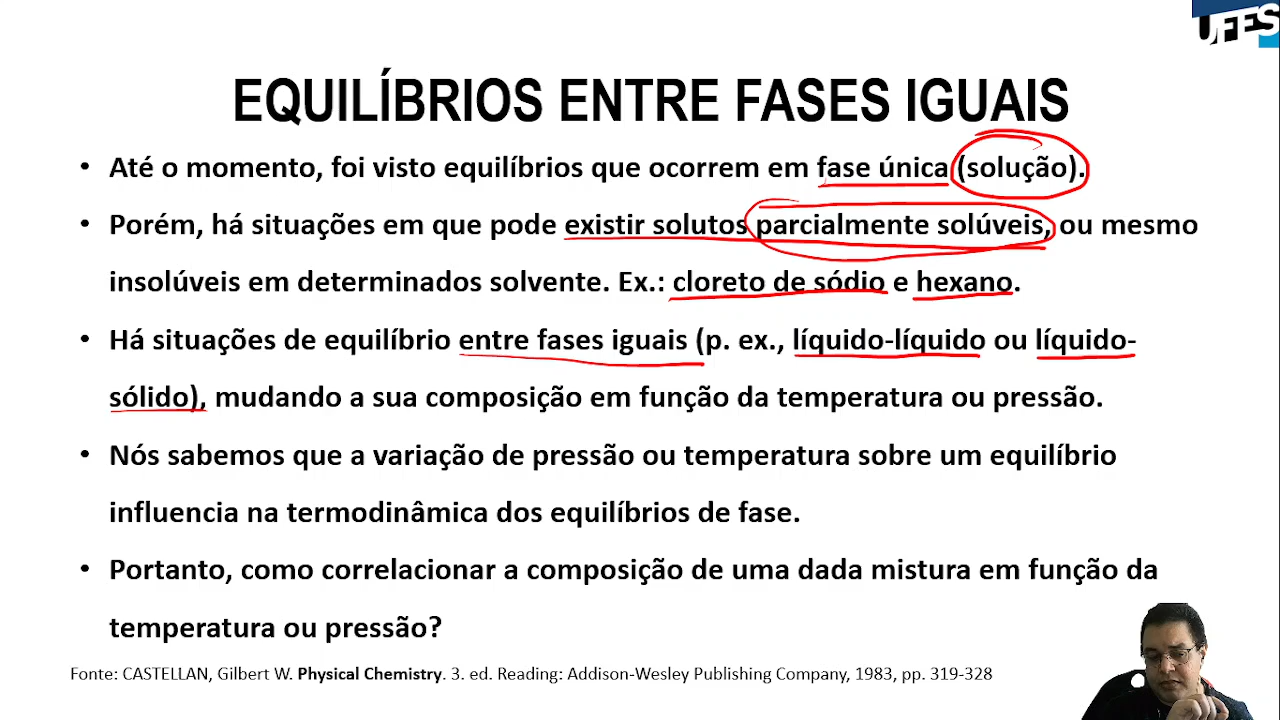 UFES
EQUILÍBRIOS ENTRE FASES IGUAIS
• Até o momento, foi visto equilíbrios que ocorrem em fase única (solução).
• Porém, há situações em que pode existir solutos parcialmente solúveis, ou mesmo
insolúveis em determinados solvente. Ex.: cloreto de sódio e hexano.
• Há situações de equilíbrio entre fases iguais (p. ex., líquido-líquido ou líquido-
sólido), mudando a sua composição em função da temperatura ou pressão.
• Nós sabemos que a variação de pressão ou temperatura sobre um equilíbrio
influencia na termodinâmica dos equilíbrios de fase.
• Portanto, como correlacionar a composição de uma dada mistura em função da
temperatura ou pressão?
Fonte: CASTELLAN, Gilbert W. Physical Chemistry. 3. ed. Reading: Addison-Wesley Publishing Company, 1983, pp. 319-328